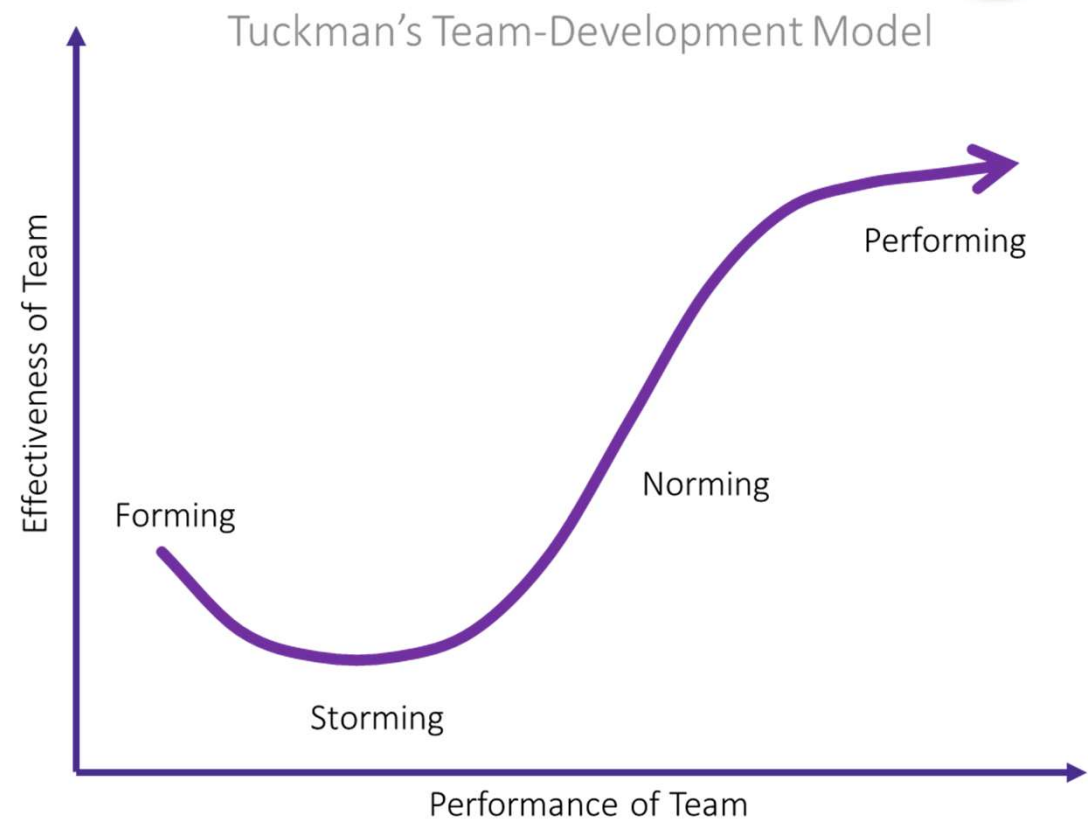 Tuckman’s Team-Development Model
Effectiveness of Team
Performing
Norming
Forming
Storming
Performance of Team